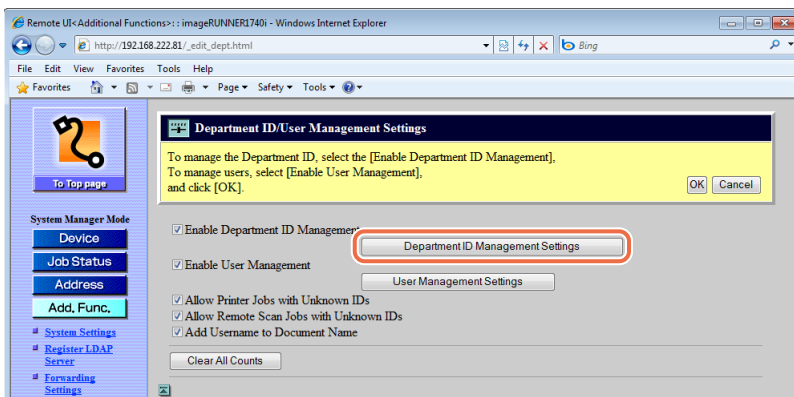 Remote UI<Additional Functions>: : imageRUNNER1740i - Windows Internet Explorer
http://192.168.222.81/_edit_dept.html
Bing
File Edit View Favorites Tools Help
Favorites Page Safety Tools
Department ID/User Management Settings
To manage the Department ID, select the [Enable Department ID Management],
To manage users, select [Enable User Management],
and click [OK].
OK Cancel
To Top page
System Manager Mode
Device
Job Status
Address
Add. Func.
System Settings
Register LDAP
Server
Forwarding
Settings
Enable Department ID Management
Department ID Management Settings
Enable User Management
User Management Settings
Allow Printer Jobs with Unknown IDs
Allow Remote Scan Jobs with Unknown IDs
Add Username to Document Name
Clear All Counts